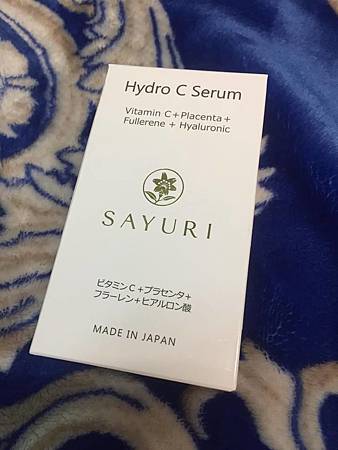 Hydro C Serum
Vitamin C+Placenta+
Fullerene + Hyaluronic
SAYURI
ビタミンC+プラセンタ+
フラーレン+ヒアルロン酸
MADE IN JAPAN